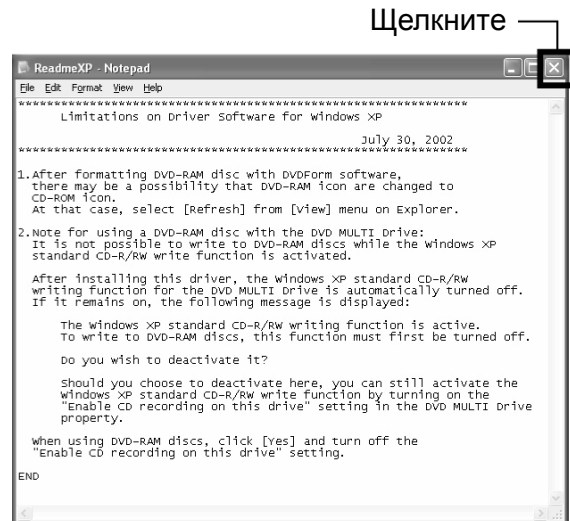 Щелкните
ReadmeXP - Notepad
File Edit Format View Help
****************************************************************
Limitations on Driver Software for Windows XP
July 30, 2002
****************************************************************
1.After formatting DVD-RAM disc with DVDForm software,
there may be a possibility that DVD-RAM icon are changed to
CD-ROM icon.
At that case, select [Refresh] from [View] menu on Explorer.
2.Note for using a DVD-RAM disc with the DVD MULTI Drive:
It is not possible to write to DVD-RAM discs while the Windows XP
standard CD-R/RW write function is activated.
After installing this driver, the Windows XP standard CD-R/RW
writing function for the DVD MULTI Drive is automatically turned off.
If it remains on, the following message is displayed:
The Windows XP standard CD-R/RW writing function is active.
To write to DVD-RAM discs, this function must first be turned off.
Do you wish to deactivate it?
Should you choose to deactivate here, you can still activate the
Windows XP standard CD-R/RW write function by turning on the
"Enable CD recording on this drive" setting in the DVD MULTI Drive
property.
When using DVD-RAM discs, click [Yes] and turn off the
"Enable CD recording on this drive" setting.
END